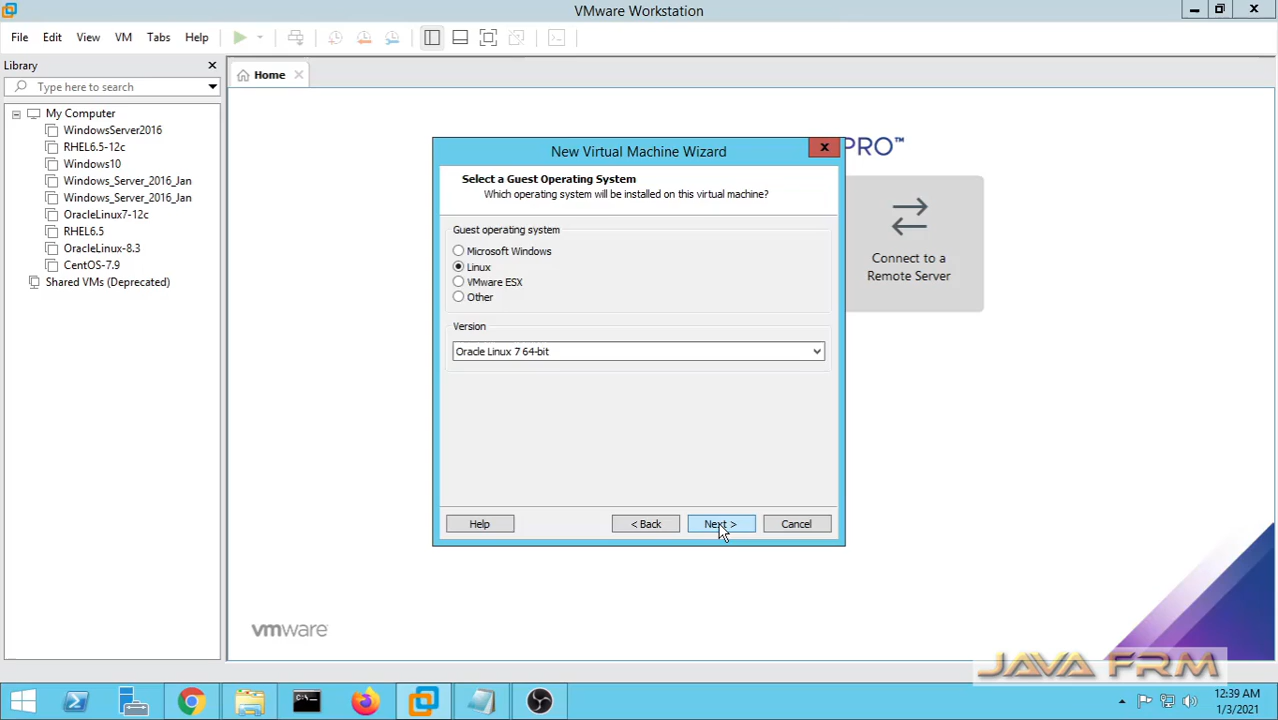 VMware Workstation
File Edit View VM Tabs Help
Library
Type here to search
Home
My Computer
WindowsServer2016
RHEL6.5-12c
Windows10
Windows_Server_2016_Jan
Windows_Server_2016_Jan
OracleLinux7-12c
RHEL6.5
OracleLinux-8.3
CentOS-7.9
Shared VMs (Deprecated)
PRO™
Connect to a
Remote Server
New Virtual Machine Wizard
Select a Guest Operating System
Which operating system will be installed on this virtual machine?
Guest operating system
Microsoft Windows
Linux
VMware ESX
Other
Version
Oracle Linux 7 64-bit
Help
< Back
Next >
Cancel
vmware
JAVA FRM
12:39 AM
1/3/2021